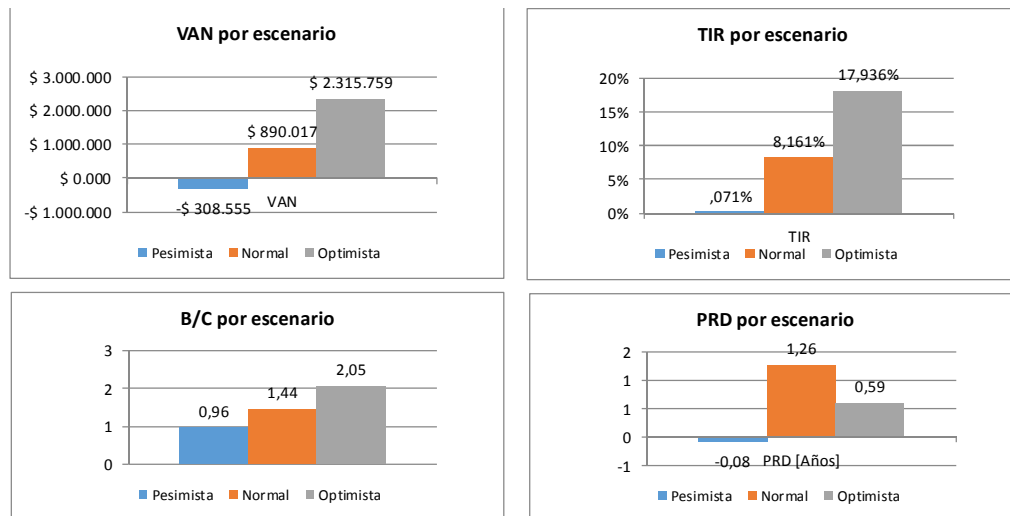 VAN por escenario
$ 3.000.000
$ 2.000.000
$ 1.000.000
$ 0.000
-$ 1.000.000
$ 2.315.759
$ 890.017
-$ 308.555
VAN
Pesimista Normal Optimista
TIR por escenario
20%
15%
10%
5%
0%
17,936%
8,161%
,071%
TIR
Pesimista Normal Optimista
B/C por escenario
3
2
1
0
2,05
1,44
0,96
Pesimista Normal Optimista
PRD por escenario
2
1
1
0
-1
1,26
0,59
-0,08
PRD [Años]
Pesimista Normal Optimista